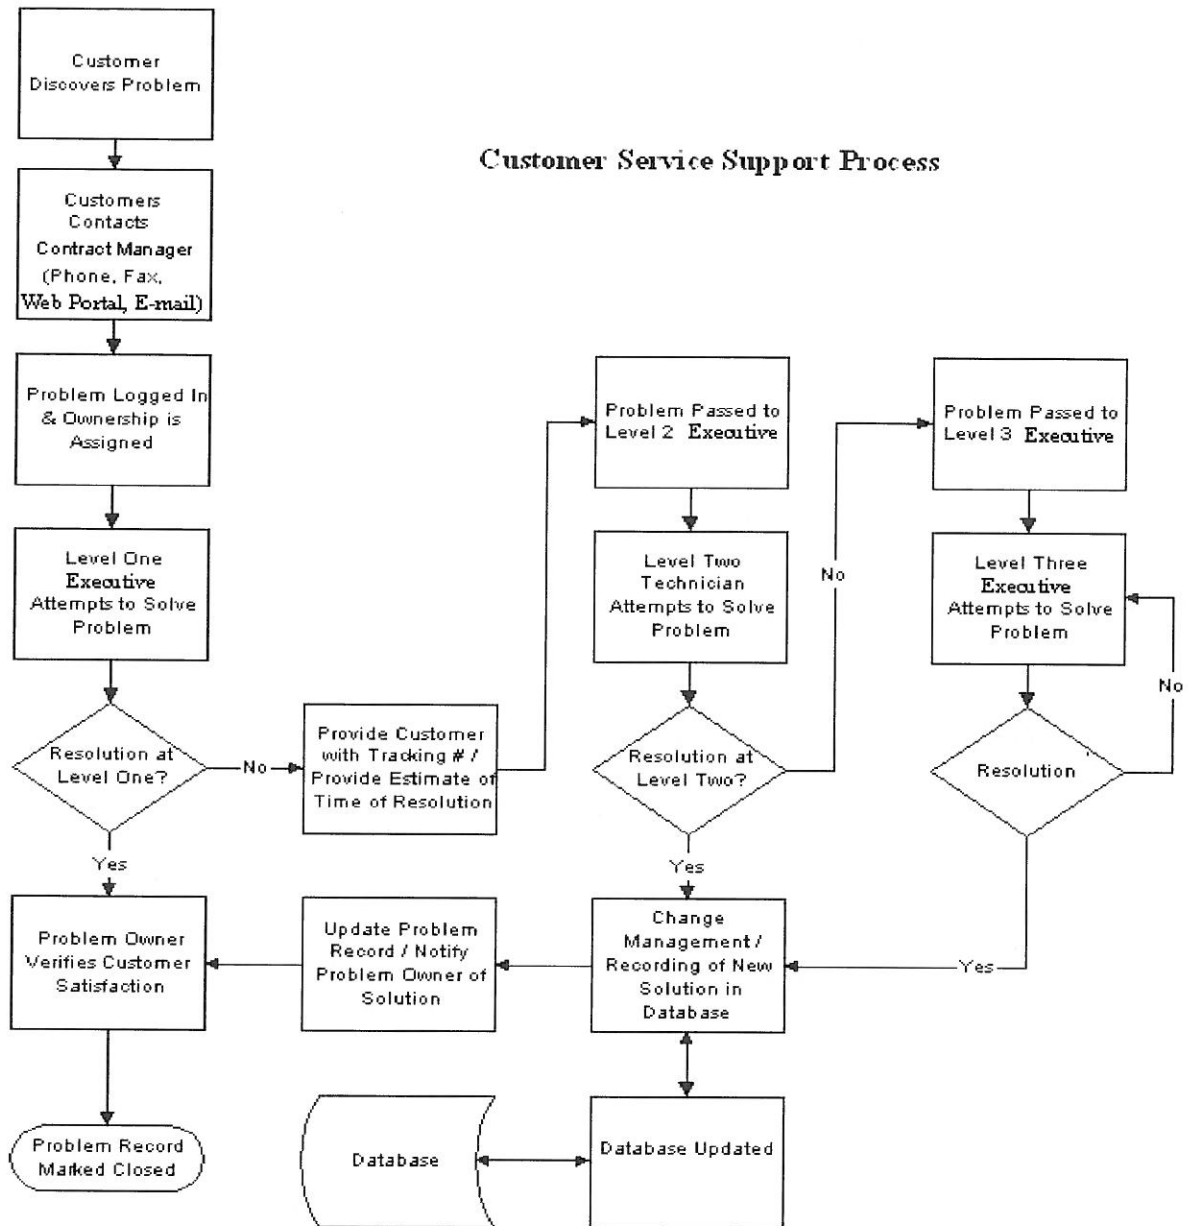 Customer
Discovers Problem
Customer Service Support Process
Customers
Contacts
Contract Manager
(Phone, Fax,
Web Portal, E-mail)
Problem Logged In
& Ownership is
Assigned
Problem Passed to
Level 2 Executive
Problem Passed to
Level 3 Executive
Level One
Executive
Attempts to Solve
Problem
Level Two
Technician
Attempts to Solve
Problem
No
Level Three
Executive
Attempts to Solve
Problem
No
Resolution at
Level One?
No
Provide Customer
with Tracking # /
Provide Estimate of
Time of Resolution
Resolution at
Level Two?
Resolution
Yes
Yes
Problem Owner
Verifies Customer
Satisfaction
Update Problem
Record / Notify
Problem Owner of
Solution
Change
Management /
Recording of New
Solution in
Database
Yes
Problem Record
Marked Closed
Database
Database Updated